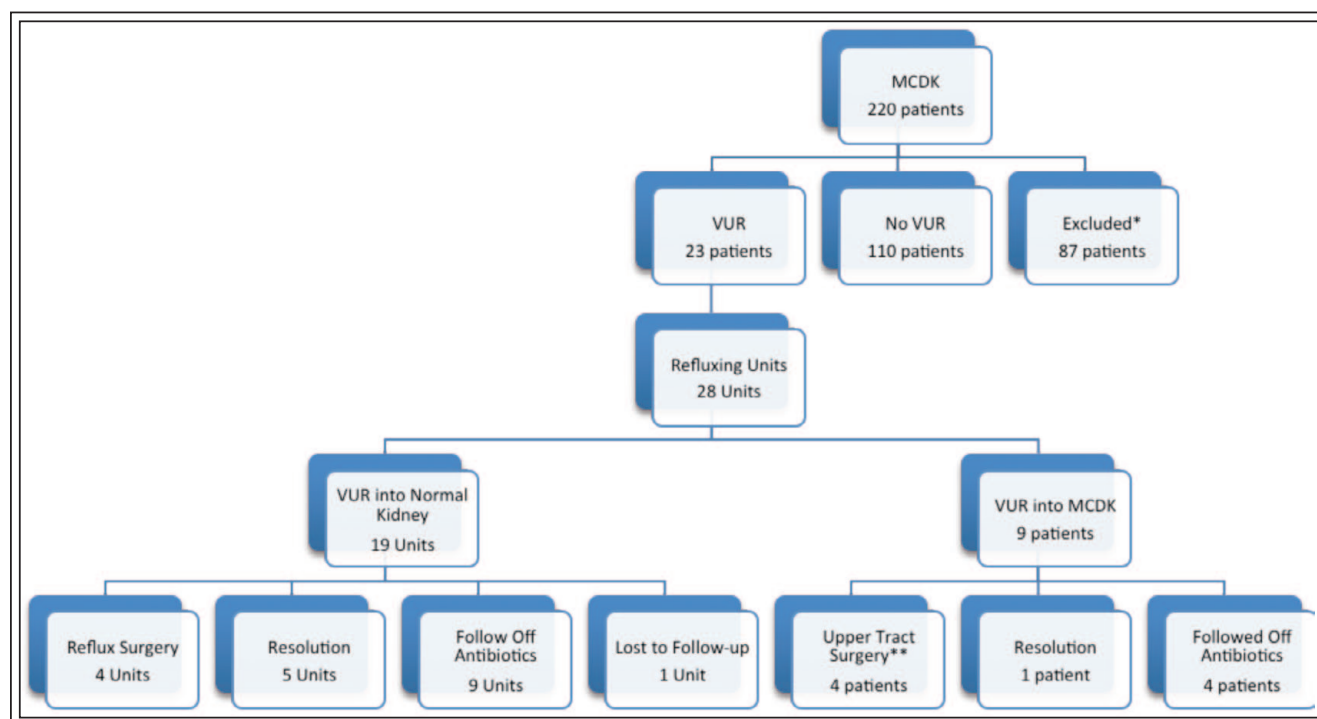 MCDK
220 patients
VUR
23 patients
No VUR
110 patients
Excluded*
87 patients
Refluxing Units
28 Units
VUR into Normal
Kidney
19 Units
VUR into MCDK
9 patients
Reflux Surgery
4 Units
Resolution
5 Units
Follow Off
Antibiotics
9 Units
Lost to Follow-up
1 Unit
Upper Tract
Surgery**
4 patients
Resolution
1 patient
Followed Off
Antibiotics
4 patients